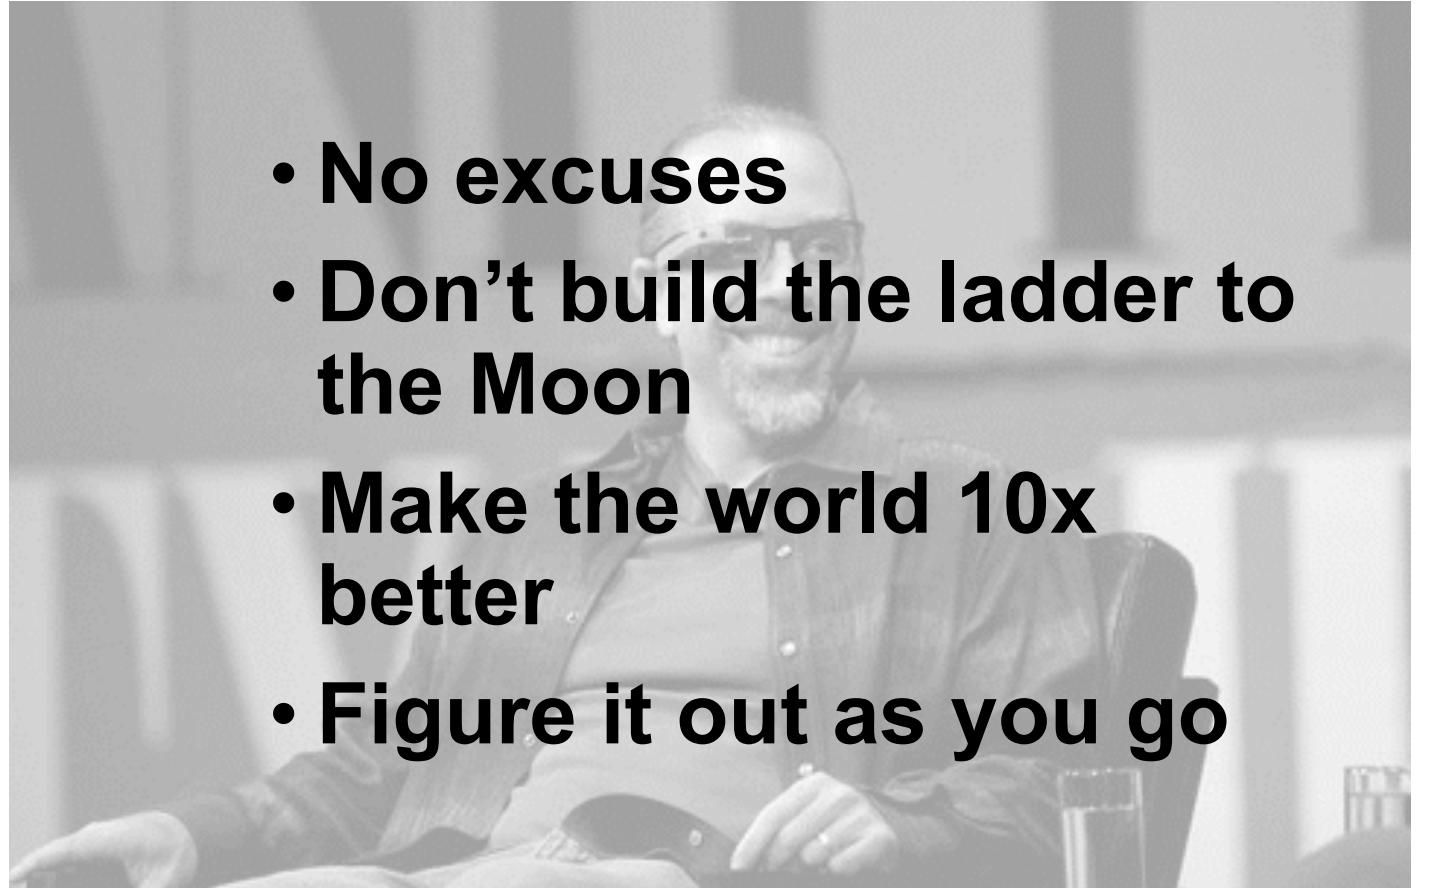 • No excuses
• Don’t build the ladder to
the Moon
• Make the world 10x
better
• Figure it out as you go